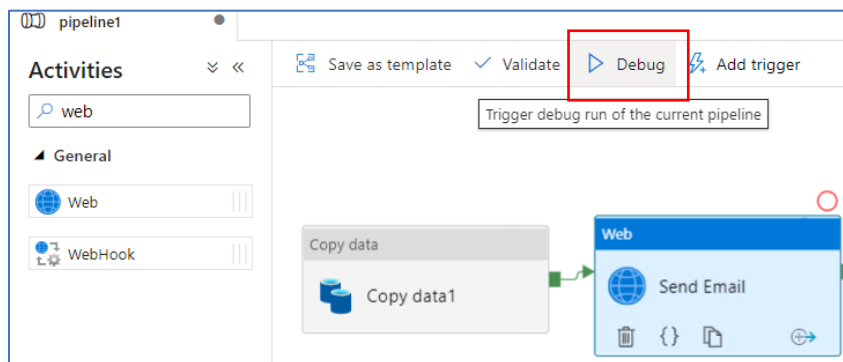 pipeline1
Activities
Save as template
Validate
Debug
Add trigger
web
Trigger debug run of the current pipeline
General
Web
WebHook
Copy data
Copy data1
Web
Send Email
{}